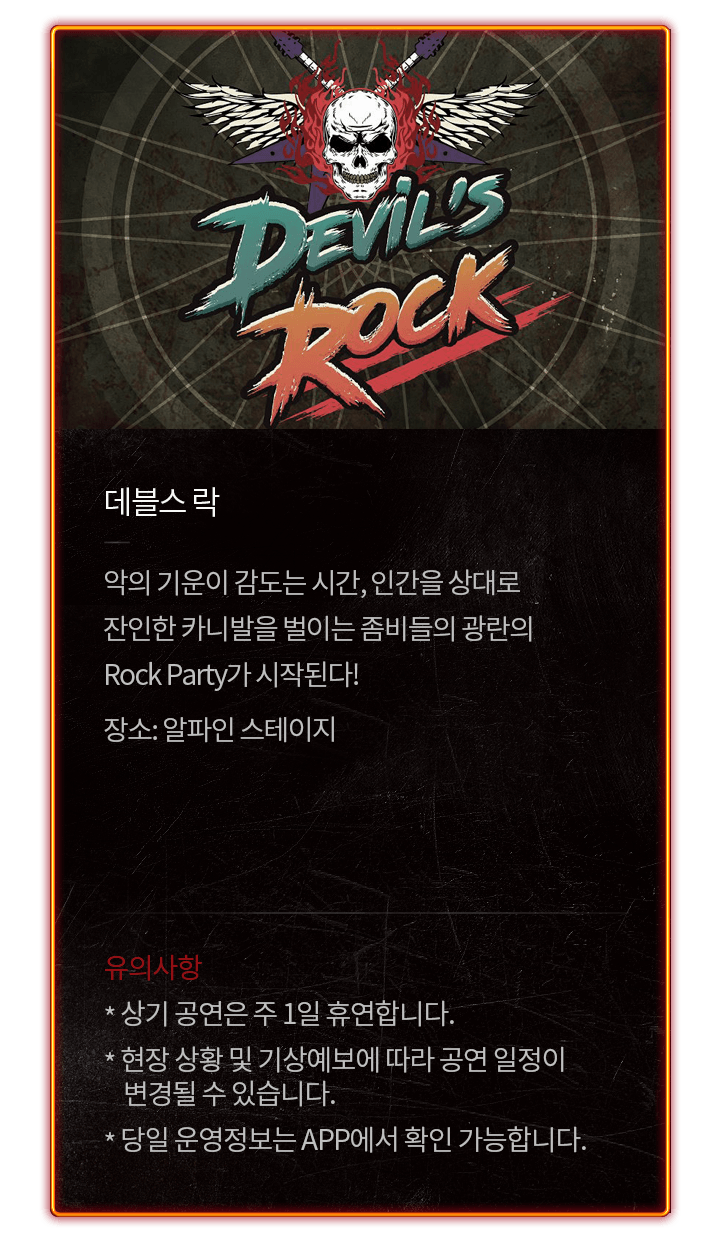 DEVIL'S
ROCK
데블스 락
악의 기운이 감도는 시간, 인간을 상대로
잔인한 카니발을 벌이는 좀비들의 광란의
Rock Party가 시작된다!
장소: 알파인 스테이지
유의사항
* 상기 공연은 주 1일 휴연합니다.
* 현장 상황 및 기상예보에 따라 공연 일정이
변경될 수 있습니다.
* 당일 운영정보는 APP에서 확인 가능합니다.